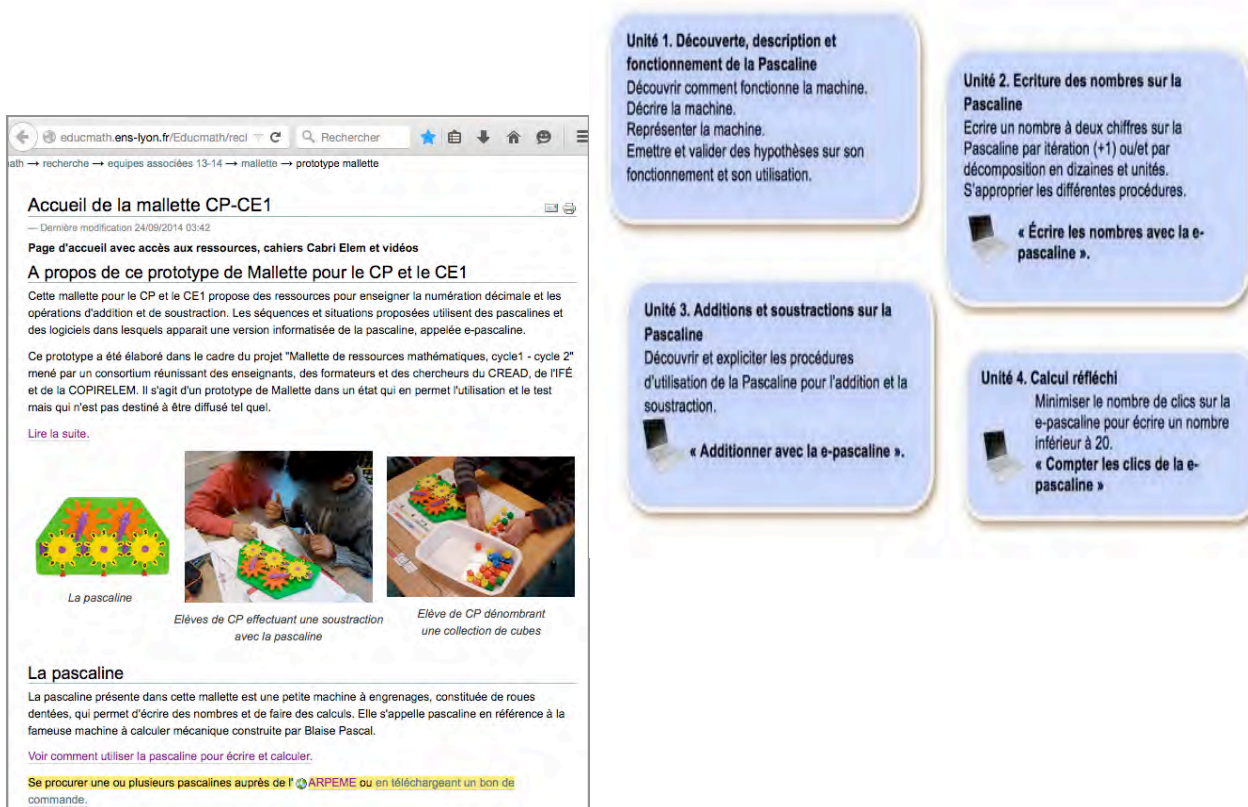 educmath.ens-lyon.fr/Educmath/recl
Rechercher
ath → recherche → equipes associées 13-14 → mallette → prototype mallette
Accueil de la mallette CP-CE1
— Dernière modification 24/09/2014 03:42
Page d'accueil avec accès aux ressources, cahiers Cabri Elem et vidéos
A propos de ce prototype de Mallette pour le CP et le CE1
Cette mallette pour le CP et le CE1 propose des ressources pour enseigner la numération décimale et les
opérations d'addition et de soustraction. Les séquences et situations proposées utilisent des pascalines et
des logiciels dans lesquels apparait une version informatisée de la pascaline, appelée e-pascaline.
Ce prototype a été élaboré dans le cadre du projet "Mallette de ressources mathématiques, cycle1 - cycle 2"
mené par un consortium réunissant des enseignants, des formateurs et des chercheurs du CREAD, de l'IFÉ
et de la COPIRELEM. Il s'agit d'un prototype de Mallette dans un état qui en permet l'utilisation et le test
mais qui n'est pas destiné à être diffusé tel quel.
Lire la suite.
La pascaline
Elèves de CP effectuant une soustraction
avec la pascaline
Elève de CP dénombrant
une collection de cubes
La pascaline
La pascaline présente dans cette mallette est une petite machine à engrenages, constituée de roues
dentées, qui permet d'écrire des nombres et de faire des calculs. Elle s'appelle pascaline en référence à la
fameuse machine à calculer mécanique construite par Blaise Pascal.
Voir comment utiliser la pascaline pour écrire et calculer.
Se procurer une ou plusieurs pascalines auprès de l' ARPEME ou en téléchargeant un bon de
commande.
Unité 1. Découverte, description et
fonctionnement de la Pascaline
Découvrir comment fonctionne la machine.
Décrire la machine.
Représenter la machine.
Emettre et valider des hypothèses sur son
fonctionnement et son utilisation.
Unité 2. Ecriture des nombres sur la
Pascaline
Ecrire un nombre à deux chiffres sur la
Pascaline par itération (+1) ou/et par
décomposition en dizaines et unités.
S'approprier les différentes procédures.
« Écrire les nombres avec la e-
pascaline ».
Unité 3. Additions et soustractions sur la
Pascaline
Découvrir et expliciter les procédures
d'utilisation de la Pascaline pour l'addition et la
soustraction.
« Additionner avec la e-pascaline ».
Unité 4. Calcul réfléchi
Minimiser le nombre de clics sur la
e-pascaline pour écrire un nombre
inférieur à 20.
« Compter les clics de la e-
pascaline »